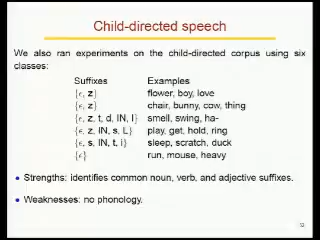 Child-directed speech
We also ran experiments on the child-directed corpus using six
classes:
Suffixes Examples
{ϵ, z} flower, boy, love
{ϵ, z} chair, bunny, cow, thing
{ϵ, z, t, d, IN, I} smell, swing, ha-
{ϵ, z, IN, s, L} play, get, hold, ring
{ϵ, s, IN, t, i} sleep, scratch, duck
{ϵ} run, mouse, heavy
• Strengths: identifies common noun, verb, and adjective suffixes.
• Weaknesses: no phonology.